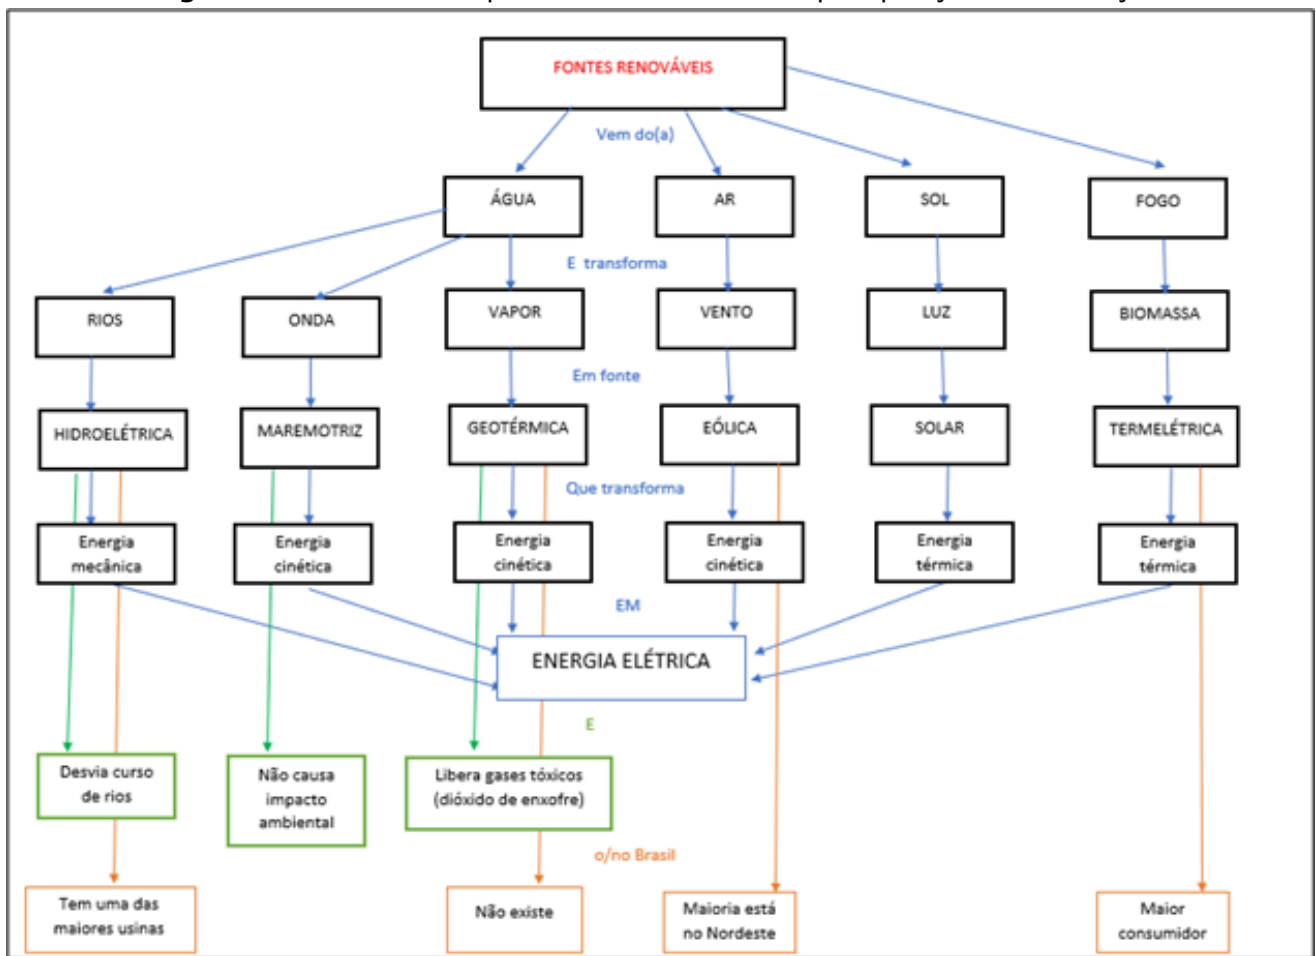 FONTES RENOVÁVEIS
Vem do(a)
ÁGUA
AR
SOL
FOGO
E transforma
RIOS
ONDA
VAPOR
VENTO
LUZ
BIOMASSA
Em fonte
HIDROELÉTRICA
MAREMOTRIZ
GEOTÉRMICA
EÓLICA
SOLAR
TERMELÉTRICA
Que transforma
Energia
mecânica
Energia
cinética
Energia
cinética
Energia
cinética
Energia
térmica
Energia
térmica
EM
ENERGIA ELÉTRICA
E
Desvia curso
de rios
Não causa
impacto
ambiental
Libera gases tóxicos
(dióxido de enxofre)
o/no Brasil
Tem uma das
maiores usinas
Não existe
Maioria está
no Nordeste
Maior
consumidor